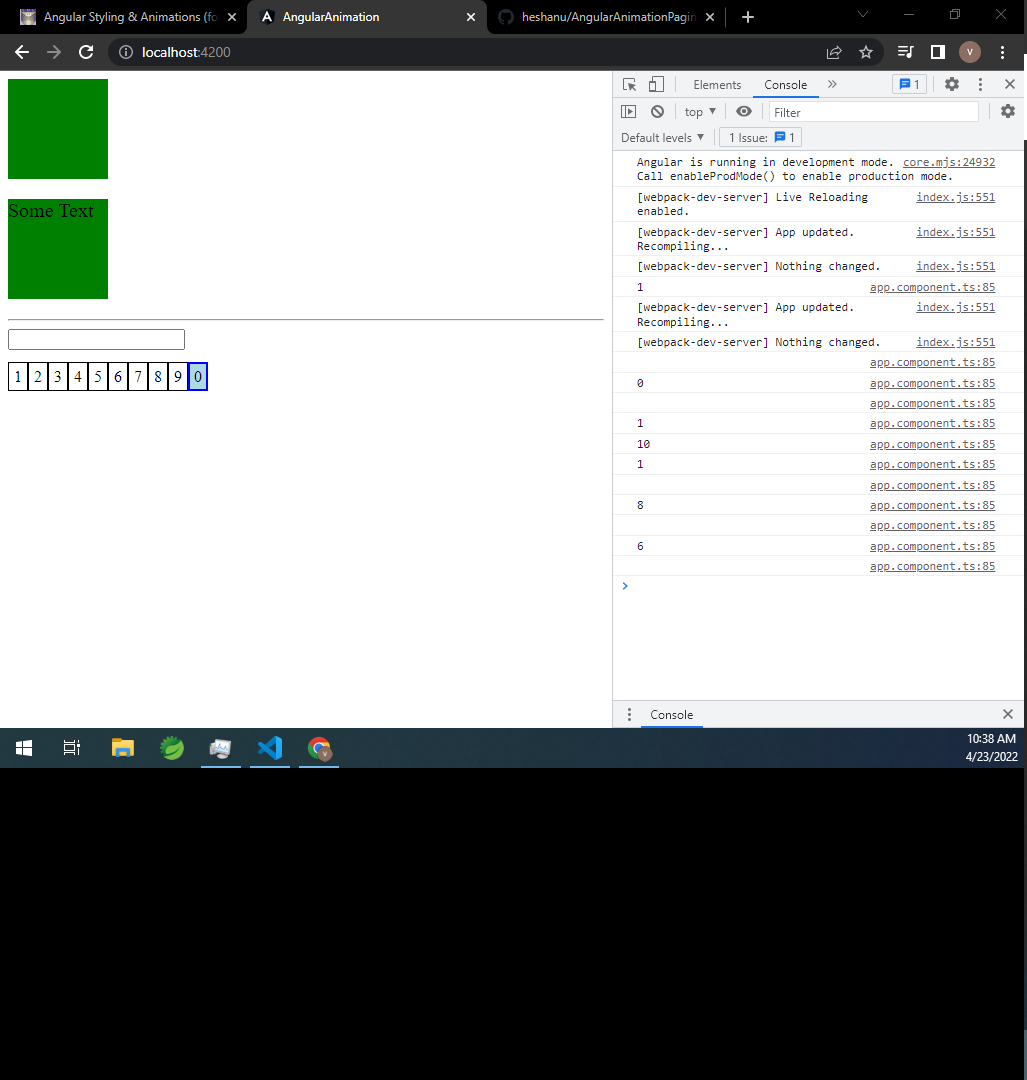 Angular Styling & Animations (fo
AngularAnimation
heshanu/AngularAnimationPagin
localhost:4200
V
Elements
Console
1
top
Filter
Default levels
1 Issue:
1
Angular is running in development mode. core.mjs:24932
Call enableProdMode() to enable production mode.
[webpack-dev-server] Live Reloading index.js:551
enabled.
[webpack-dev-server] App updated. index.js:551
Recompiling...
[webpack-dev-server] Nothing changed. index.js:551
1 app.component.ts:85
[webpack-dev-server] App updated. index.js:551
Recompiling...
[webpack-dev-server] Nothing changed. index.js:551
app.component.ts:85
0 app.component.ts:85
app.component.ts:85
1 app.component.ts:85
10 app.component.ts:85
1 app.component.ts:85
app.component.ts:85
8 app.component.ts:85
app.component.ts:85
6 app.component.ts:85
app.component.ts:85
Console
Some Text
1 2 3 4 5 6 7 8 9 0
V
10:38 AM
4/23/2022